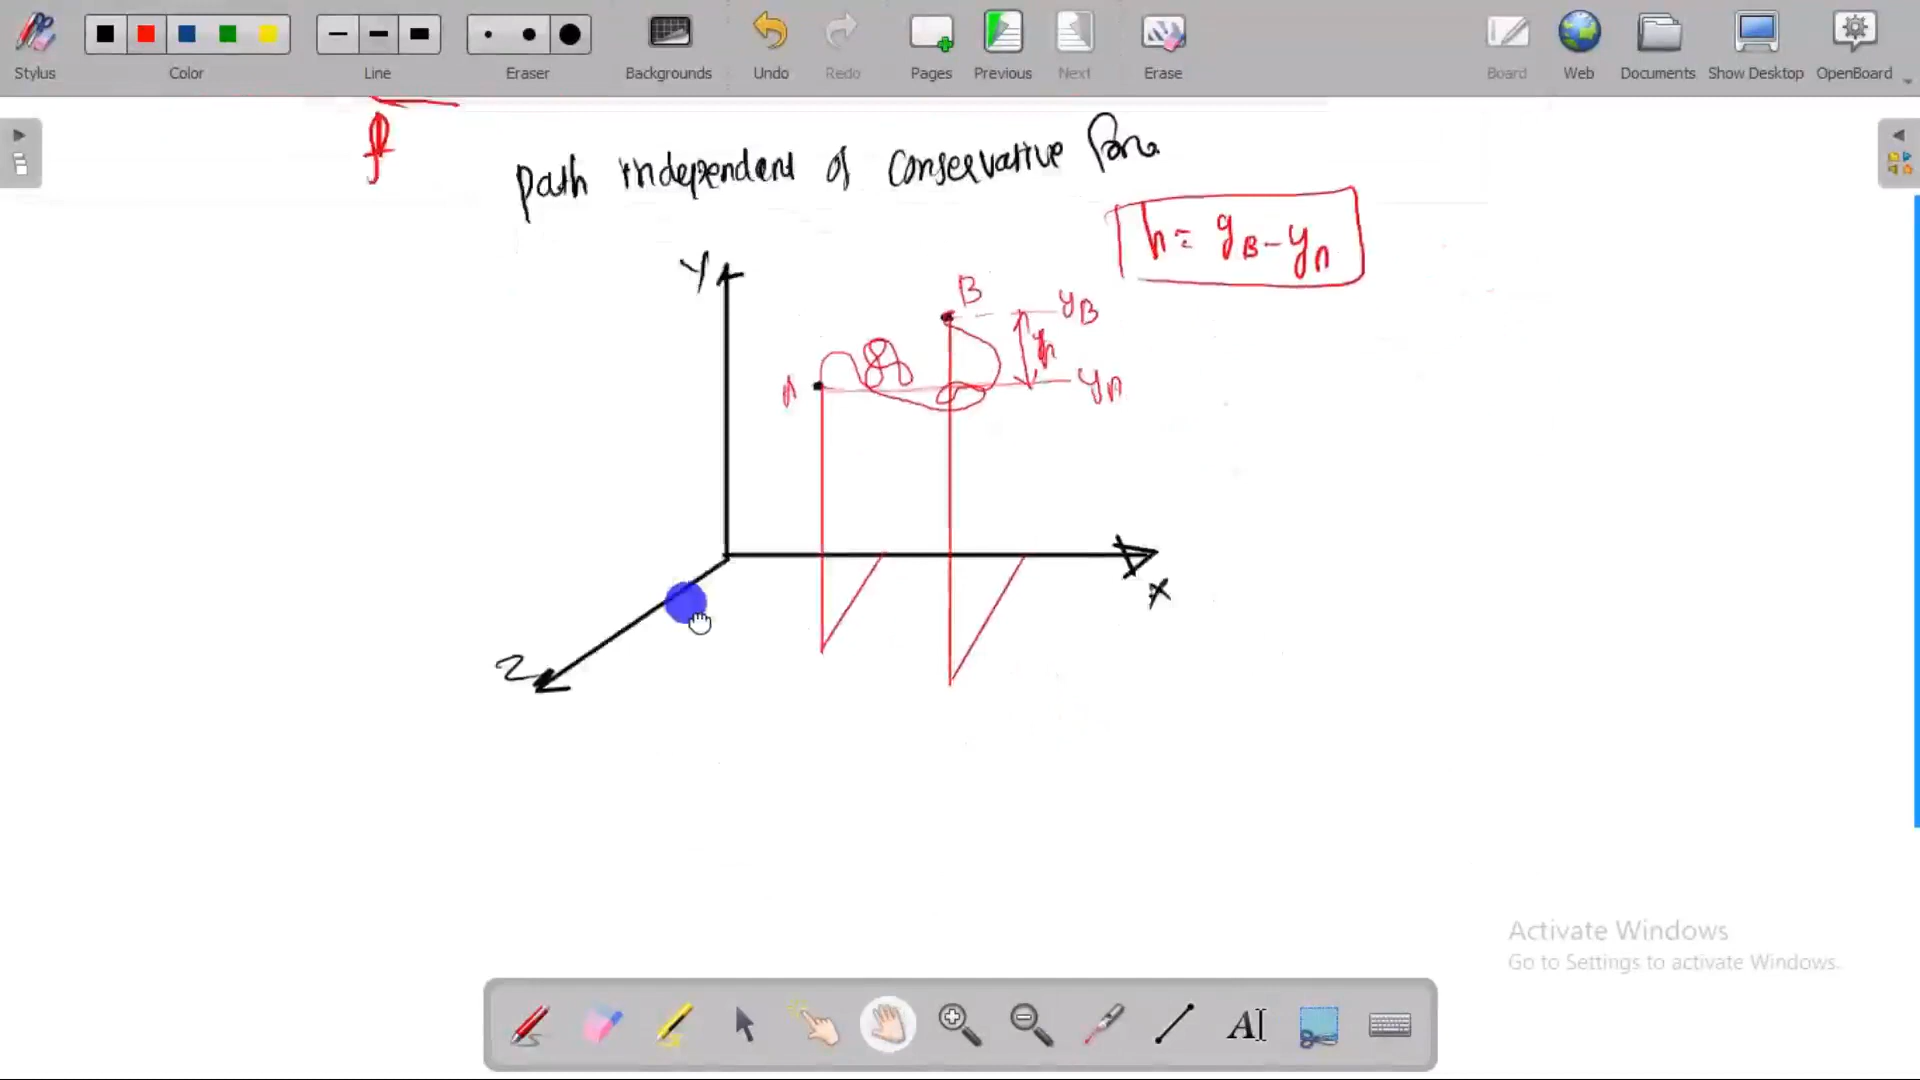 Stylus
Color
Line
Eraser
Backgrounds
Undo
Redo
Pages
Previous
Next
Erase
Board
Web
Documents
Show Desktop
OpenBoard
Path independent of Conservative
h = yB - yA
Y
B
yB
h
A
yA
X
Z
Activate Windows
Go to Settings to activate Windows.
AI